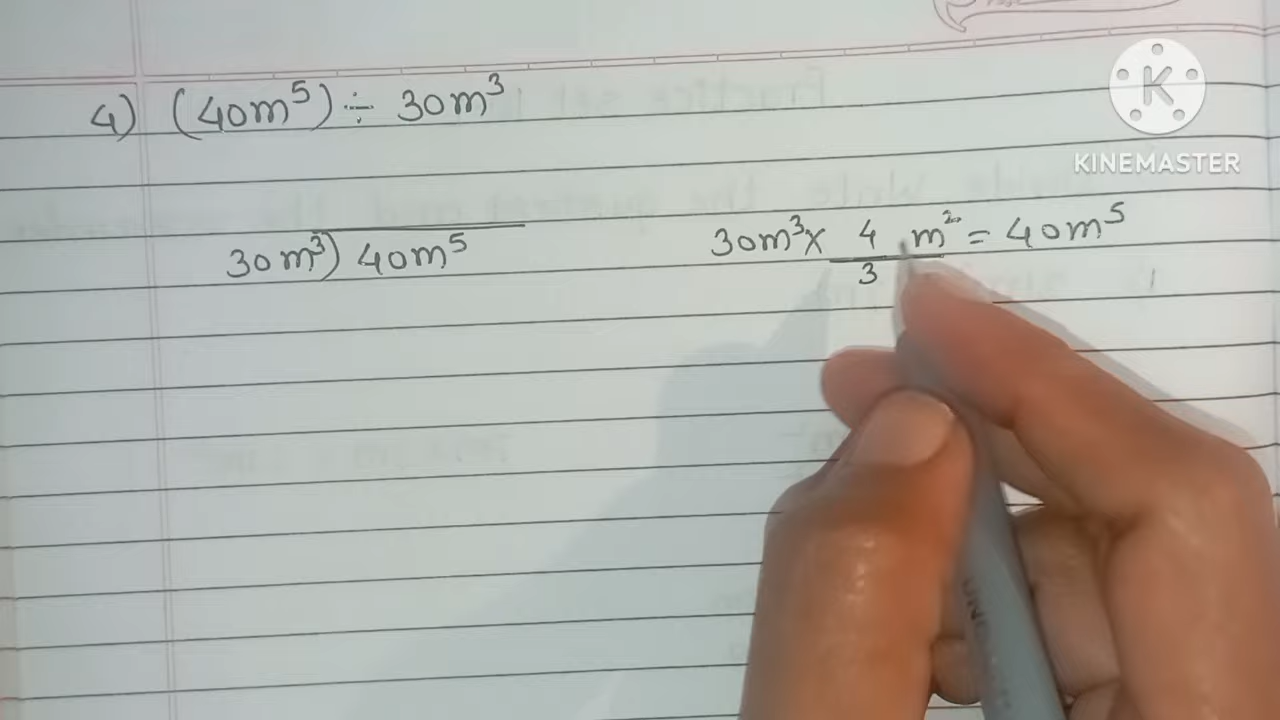 4) (40m⁵) ÷ 30m³
KINEMASTER
30m³) 40m⁵
30m³ × 4/3 m² = 40m⁵